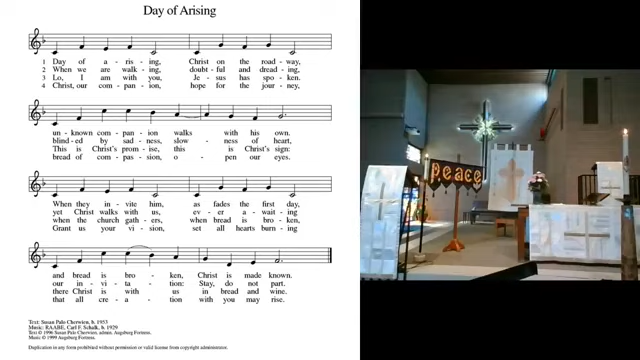 Day of Arising
1 Day of a - ris - ing, Christ on the road - way,
2 When we are walk - ing, doubt - ful and dread - ing,
3 Lo, I am with you, Je - sus has spo - ken.
4 Christ, our com - pan - ion, hope for the jour - ney,
un - known com - pan - ion walks with his own.
blind - ed by sad - ness, slow - ness of heart,
This is Christ's prom - ise, this is Christ's sign:
bread of com - pas - sion, o - pen our eyes.
When they in - vite him, as fades the first day,
yet Christ walks with us, ev - er a - wait - ing
when the church gath - ers, when bread is bro - ken,
Grant us your vi - sion, set all hearts burn - ing
and bread is bro - ken, Christ is made known.
our in - vi - ta - tion: Stay, do not part.
there Christ is with us in bread and wine.
that all cre - a - tion with you may rise.
Text: Susan Palo Cherwien, b. 1953
Music: RAABE, Carl F. Schalk, b. 1929
Text © 1996 Susan Palo Cherwien, admin. Augsburg Fortress.
Music © 1999 Augsburg Fortress.
Duplication in any form prohibited without permission or valid license from copyright administrator.
peace